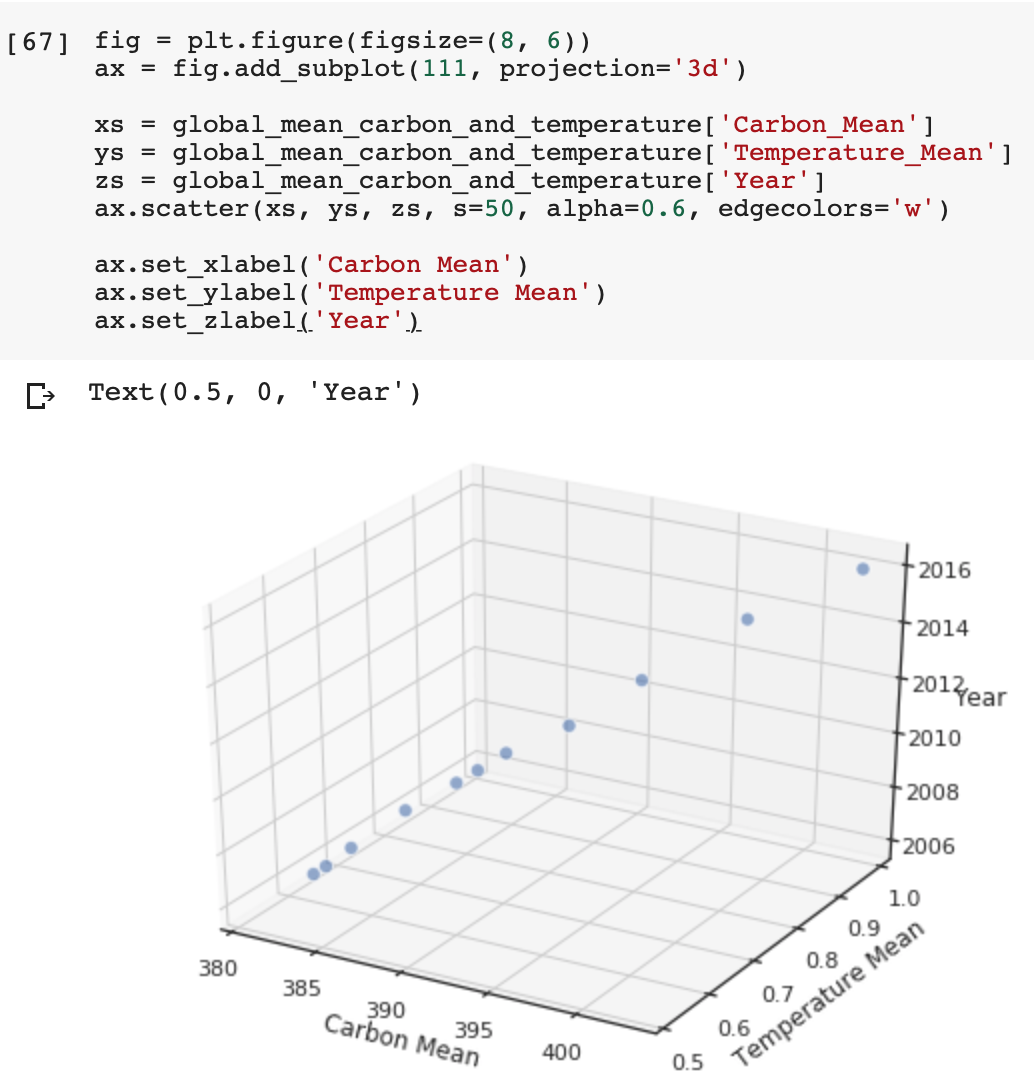 [67] fig = plt.figure(figsize=(8, 6))
ax = fig.add_subplot(111, projection='3d')
xs = global_mean_carbon_and_temperature['Carbon_Mean']
ys = global_mean_carbon_and_temperature['Temperature_Mean']
zs = global_mean_carbon_and_temperature['Year']
ax.scatter(xs, ys, zs, s=50, alpha=0.6, edgecolors='w')
ax.set_xlabel('Carbon Mean')
ax.set_ylabel('Temperature Mean')
ax.set_zlabel('Year')
Text(0.5, 0, 'Year')
2016
2014
2012
Year
2010
2008
2006
1.0
0.9
0.8
0.7
0.6
0.5
Temperature Mean
380
385
390
395
400
Carbon Mean